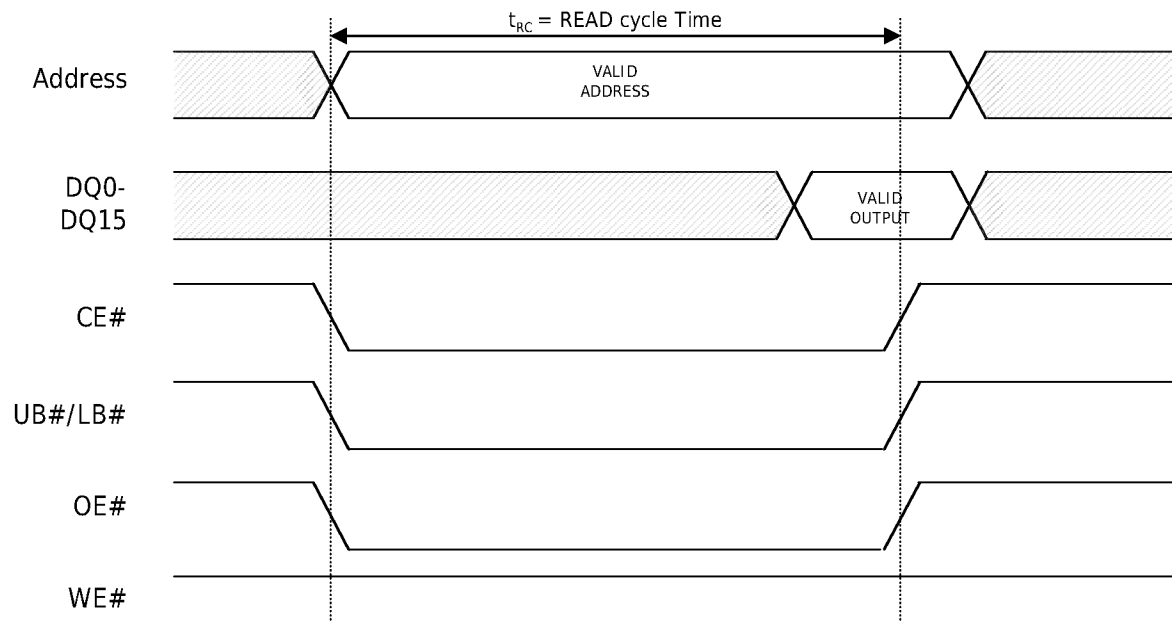 tRC = READ cycle Time
Address
VALID
ADDRESS
DQ0-
DQ15
VALID
OUTPUT
CE#
UB#/LB#
OE#
WE#